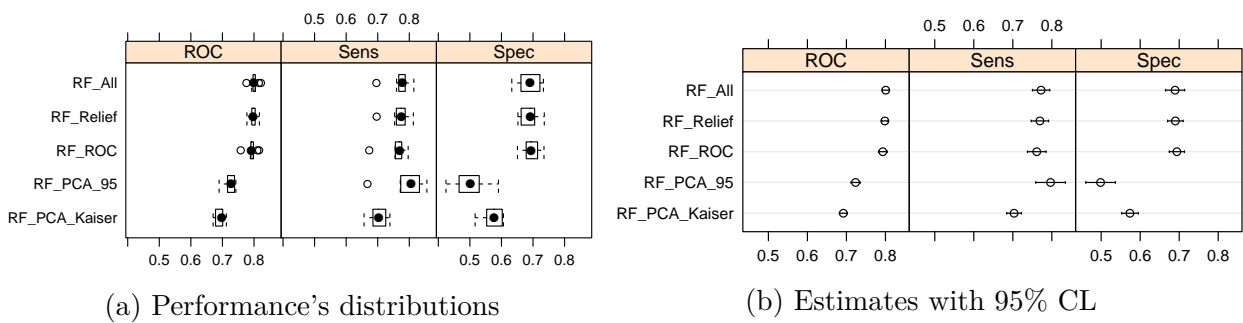 0.5 0.6 0.7 0.8
ROC Sens Spec
RF_All
RF_Relief
RF_ROC
RF_PCA_95
RF_PCA_Kaiser
0.5 0.6 0.7 0.8 0.5 0.6 0.7 0.8
(a) Performance's distributions
0.5 0.6 0.7 0.8
ROC Sens Spec
RF_All
RF_Relief
RF_ROC
RF_PCA_95
RF_PCA_Kaiser
0.5 0.6 0.7 0.8 0.5 0.6 0.7 0.8
(b) Estimates with 95% CL